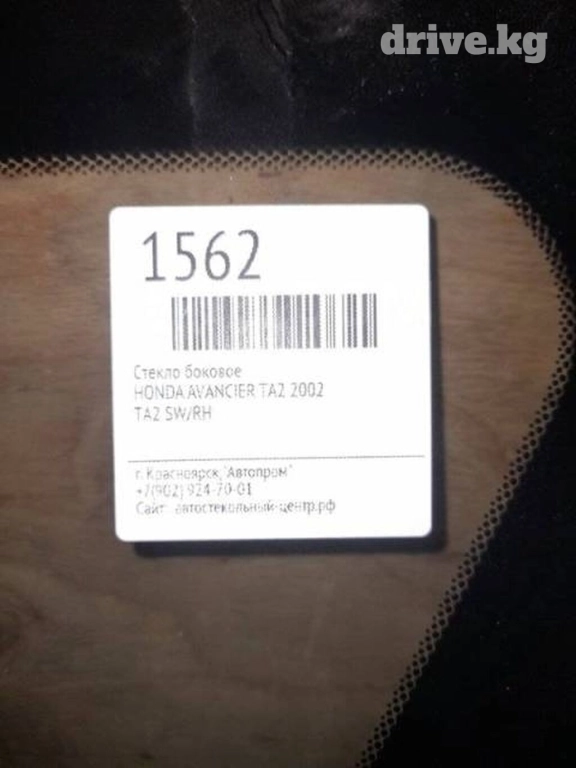 drive.kg
1562
Стекло боковое
HONDA AVANCIER TA2 2002
TA2 SW/RH
г. Красноярск, "Автопром"
+7(902) 924-70-01
Сайт: автостекольный-центр.рф